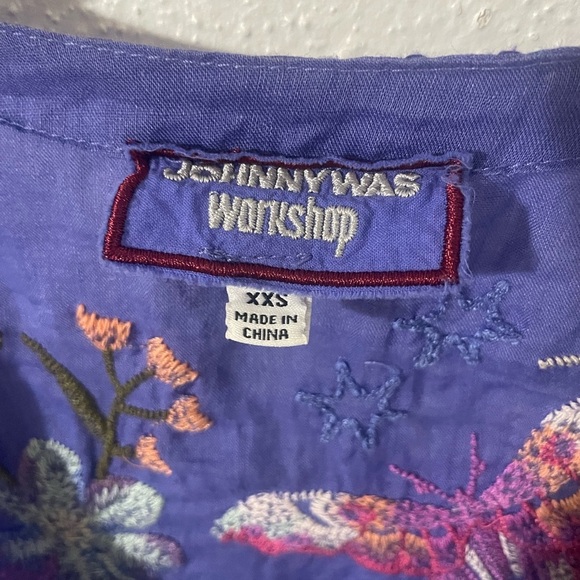 JOHNNY WAS
Workshop
XXS
MADE IN
CHINA